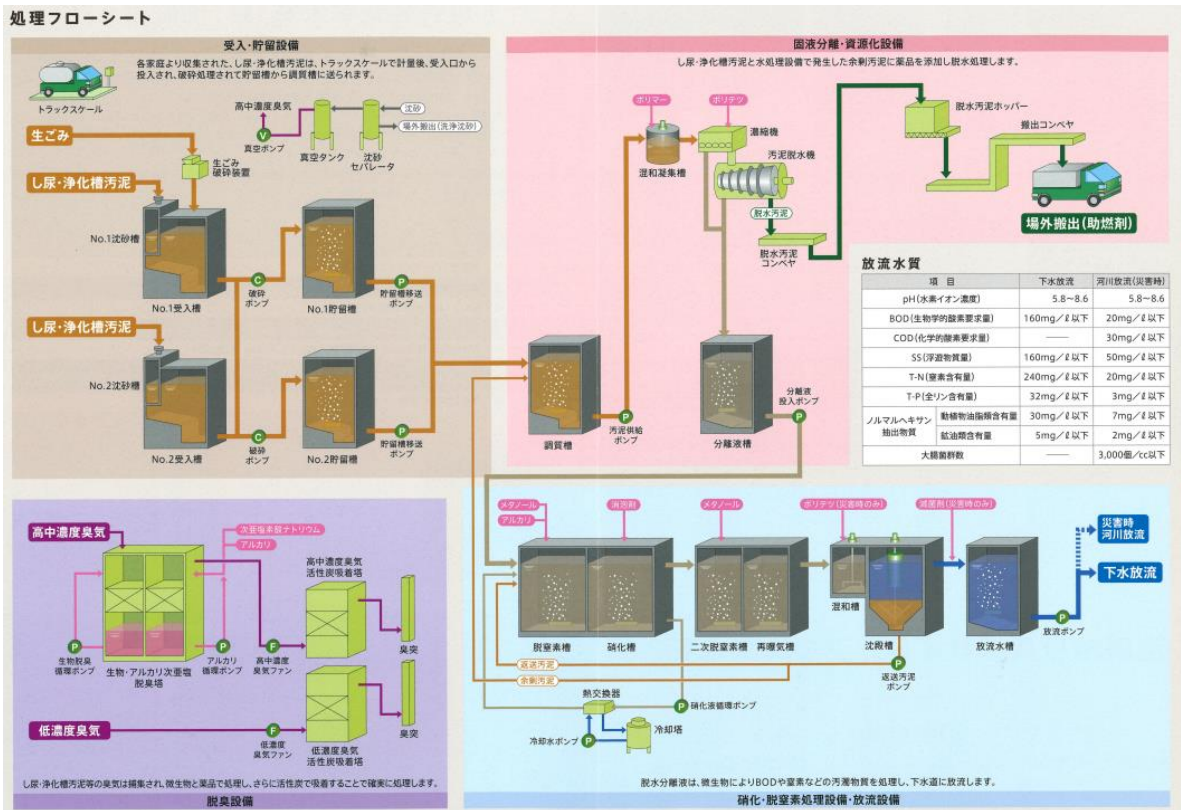 処理フローシート
受入・貯留設備
各家庭より収集された、し尿・浄化槽汚泥は、トラックスケールで計量後、受入口から
投入され、破砕処理されて貯留槽から調質槽に送られます。
トラックスケール
高中濃度臭気
真空ポンプ
V
真空タンク
沈砂
セパレータ
沈砂
場外搬出(洗浄沈砂)
生ごみ
生ごみ
破砕装置
し尿・浄化槽汚泥
No.1沈砂槽
No.1受入槽
C
破砕
ポンプ
No.1貯留槽
P
貯留槽移送
ポンプ
し尿・浄化槽汚泥
No.2沈砂槽
No.2受入槽
C
破砕
ポンプ
No.2貯留槽
P
貯留槽移送
ポンプ
固液分離・資源化設備
し尿・浄化槽汚泥と水処理設備で発生した余剰汚泥に薬品を添加し脱水処理します。
ポリマー
ポリテツ
混和凝集槽
濃縮機
汚泥脱水機
脱水汚泥
脱水汚泥
コンベヤ
脱水汚泥ホッパー
搬出コンベヤ
場外搬出(助燃剤)
調質槽
P
汚泥供給
ポンプ
分離液槽
分離液
投入ポンプ
P
放流水質
項 目 下水放流 河川放流(災害時)
pH(水素イオン濃度) 5.8~8.6 5.8~8.6
BOD(生物学的酸素要求量) 160mg/ℓ以下 20mg/ℓ以下
COD(化学的酸素要求量) —— 30mg/ℓ以下
SS(浮遊物質量) 160mg/ℓ以下 50mg/ℓ以下
T-N(窒素含有量) 240mg/ℓ以下 20mg/ℓ以下
T-P(全リン含有量) 32mg/ℓ以下 3mg/ℓ以下
ノルマルヘキサン
抽出物質
動植物油脂類含有量 30mg/ℓ以下 7mg/ℓ以下
鉱油類含有量 5mg/ℓ以下 2mg/ℓ以下
大腸菌群数 —— 3,000個/cc以下
高中濃度臭気
次亜塩素酸ナトリウム
アルカリ
P
生物脱臭
循環ポンプ
生物・アルカリ次亜塩
脱臭塔
P
アルカリ
循環ポンプ
F
高中濃度
臭気ファン
高中濃度臭気
活性炭吸着塔
臭突
低濃度臭気
F
低濃度
臭気ファン
低濃度臭気
活性炭吸着塔
臭突
し尿・浄化槽汚泥等の臭気は捕集され、微生物と薬品で処理し、さらに活性炭で吸着することで確実に処理します。
脱臭設備
メタノール
アルカリ
消泡剤
メタノール
ポリテツ(災害時のみ)
滅菌剤(災害時のみ)
脱窒素槽
硝化槽
二次脱窒素槽
再曝気槽
混和槽
沈殿槽
放流水槽
P
放流ポンプ
災害時
河川放流
下水放流
返送汚泥
余剰汚泥
P
返送汚泥
ポンプ
熱交換器
P
硝化液循環ポンプ
冷却水ポンプ
P
冷却塔
脱水分離液は、微生物によりBODや窒素などの汚濁物質を処理し、下水道に放流します。
硝化・脱窒素処理設備・放流設備